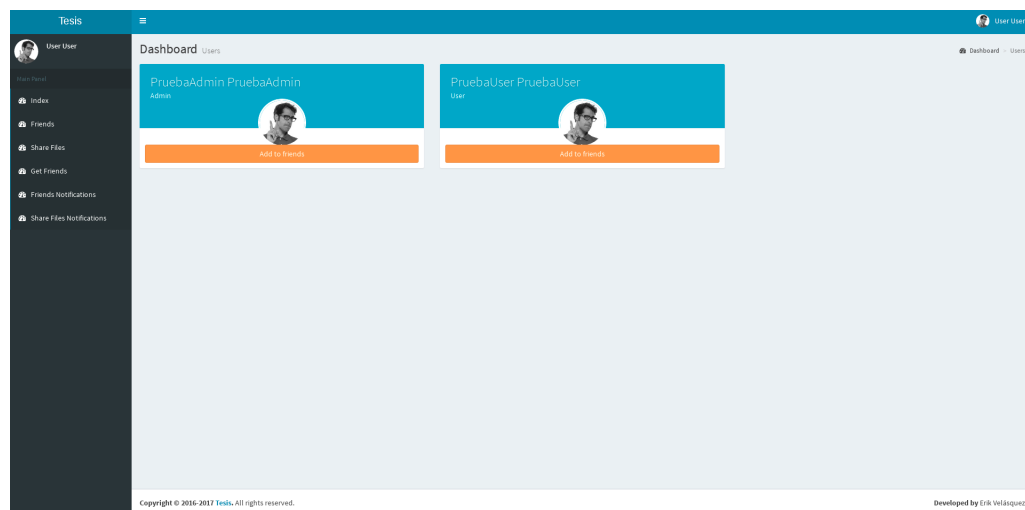 Tesis
User User
User User
Main Panel
Index
Friends
Share Files
Get Friends
Friends Notifications
Share Files Notifications
Dashboard Users
Dashboard > Users
PruebaAdmin PruebaAdmin
Admin
Add to friends
PruebaUser PruebaUser
User
Add to friends
Copyright © 2016-2017 Tesis. All rights reserved.
Developed by Erik Velásquez